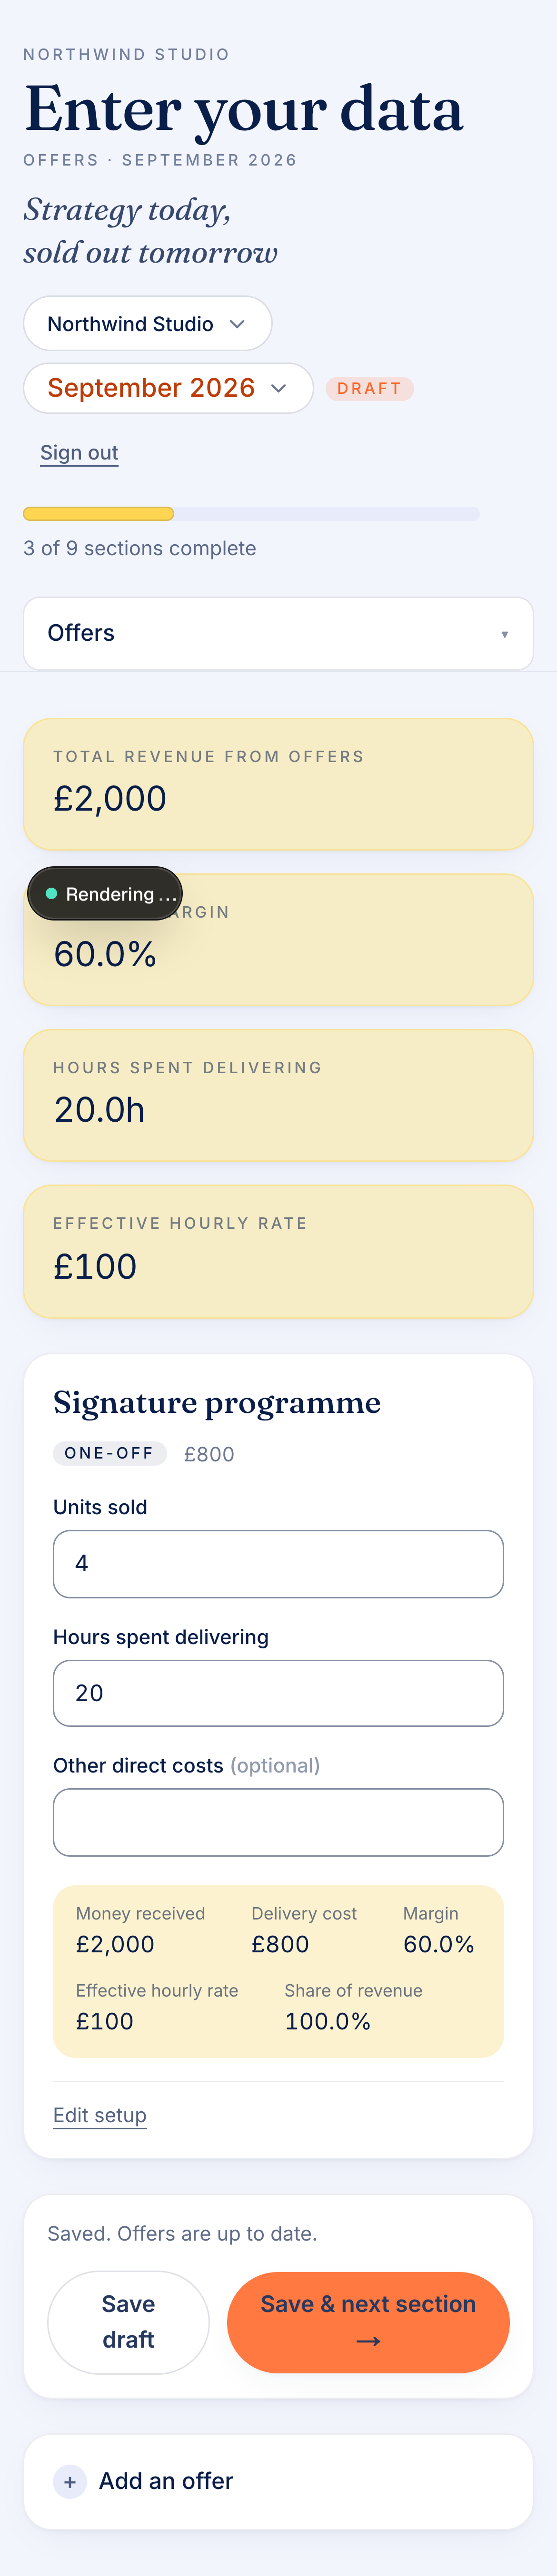 NORTHWIND STUDIO
Enter your data
OFFERS · SEPTEMBER 2026
Strategy today,
sold out tomorrow
Northwind Studio
September 2026 DRAFT
Sign out
3 of 9 sections complete
Offers
TOTAL REVENUE FROM OFFERS
£2,000
Rendering ...
ARGIN
60.0%
HOURS SPENT DELIVERING
20.0h
EFFECTIVE HOURLY RATE
£100
Signature programme
ONE-OFF £800
Units sold
4
Hours spent delivering
20
Other direct costs (optional)
Money received Delivery cost Margin
£2,000 £800 60.0%
Effective hourly rate Share of revenue
£100 100.0%
Edit setup
Saved. Offers are up to date.
Save draft
Save & next section →
+ Add an offer